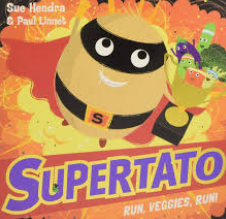 Sue Hendra
& Paul Linnet
S
SUPERTATO
RUN, VEGGIES, RUN!